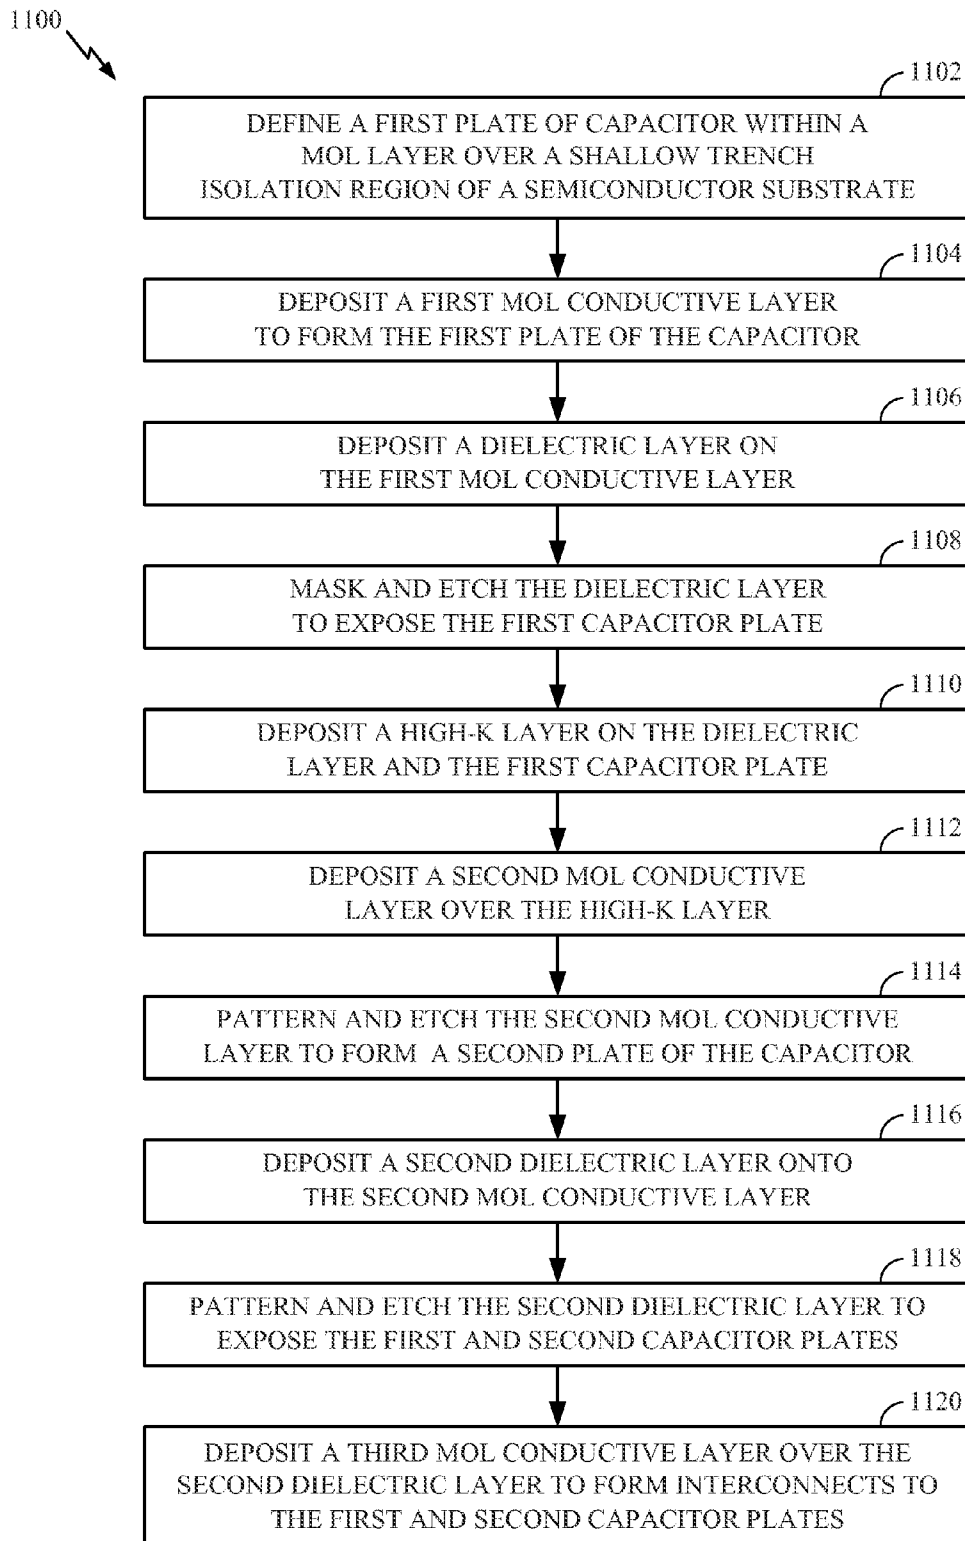 1100
1102
DEFINE A FIRST PLATE OF CAPACITOR WITHIN A
MOL LAYER OVER A SHALLOW TRENCH
ISOLATION REGION OF A SEMICONDUCTOR SUBSTRATE
1104
DEPOSIT A FIRST MOL CONDUCTIVE LAYER
TO FORM THE FIRST PLATE OF THE CAPACITOR
1106
DEPOSIT A DIELECTRIC LAYER ON
THE FIRST MOL CONDUCTIVE LAYER
1108
MASK AND ETCH THE DIELECTRIC LAYER
TO EXPOSE THE FIRST CAPACITOR PLATE
1110
DEPOSIT A HIGH-K LAYER ON THE DIELECTRIC
LAYER AND THE FIRST CAPACITOR PLATE
1112
DEPOSIT A SECOND MOL CONDUCTIVE
LAYER OVER THE HIGH-K LAYER
1114
PATTERN AND ETCH THE SECOND MOL CONDUCTIVE
LAYER TO FORM A SECOND PLATE OF THE CAPACITOR
1116
DEPOSIT A SECOND DIELECTRIC LAYER ONTO
THE SECOND MOL CONDUCTIVE LAYER
1118
PATTERN AND ETCH THE SECOND DIELECTRIC LAYER TO
EXPOSE THE FIRST AND SECOND CAPACITOR PLATES
1120
DEPOSIT A THIRD MOL CONDUCTIVE LAYER OVER THE
SECOND DIELECTRIC LAYER TO FORM INTERCONNECTS TO
THE FIRST AND SECOND CAPACITOR PLATES